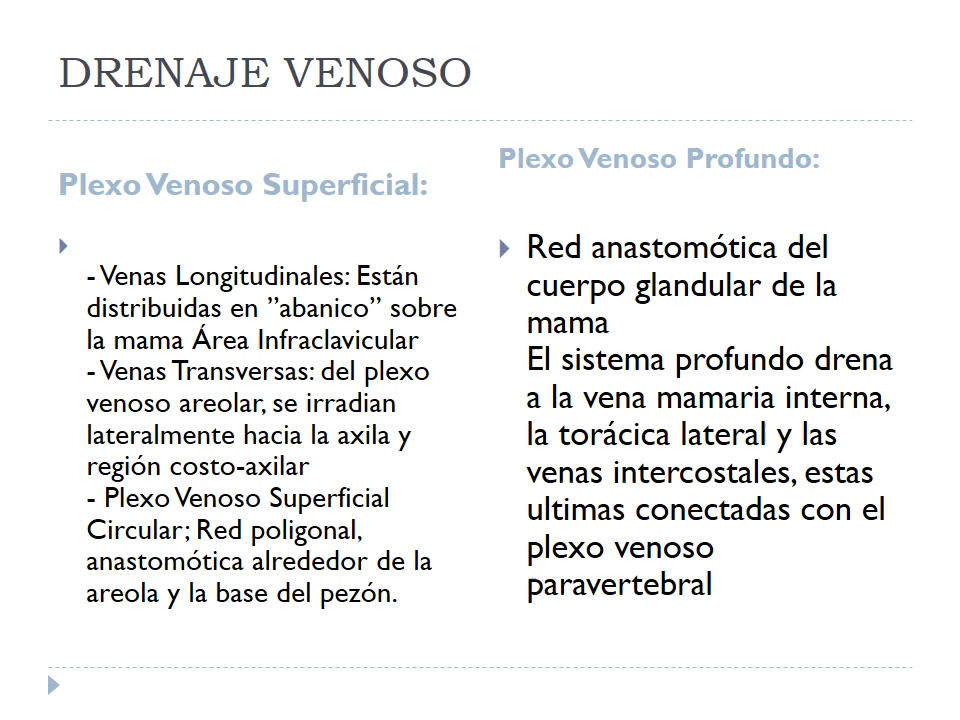 DRENAJE VENOSO
Plexo Venoso Superficial:
- Venas Longitudinales: Están
distribuidas en ”abanico” sobre
la mama Área Infraclavicular
- Venas Transversas: del plexo
venoso areolar, se irradian
lateralmente hacia la axila y
región costo-axilar
- Plexo Venoso Superficial
Circular; Red poligonal,
anastomótica alrededor de la
areola y la base del pezón.
Plexo Venoso Profundo:
Red anastomótica del
cuerpo glandular de la
mama
El sistema profundo drena
a la vena mamaria interna,
la torácica lateral y las
venas intercostales, estas
ultimas conectadas con el
plexo venoso
paravertebral